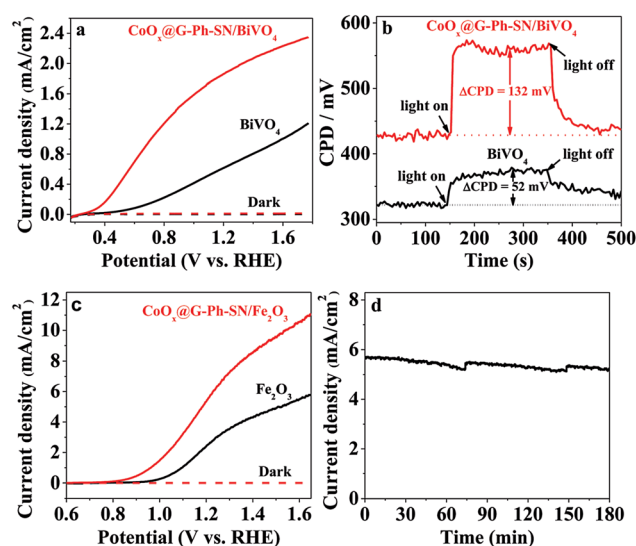 a
CoOₓ@G-Ph-SN/BiVO₄
BiVO₄
Dark
Current density (mA/cm²)
2.4
2.0
1.6
1.2
0.8
0.4
0.0
0.4 0.8 1.2 1.6
Potential (V vs. RHE)
b
CoOₓ@G-Ph-SN/BiVO₄
light on
light off
ΔCPD = 132 mV
BiVO₄
light on
light off
ΔCPD = 52 mV
CPD / mV
600
500
400
300
0 100 200 300 400 500
Time (s)
c
CoOₓ@G-Ph-SN/Fe₂O₃
Fe₂O₃
Dark
Current density (mA/cm²)
12
10
8
6
4
2
0
0.6 0.8 1.0 1.2 1.4 1.6
Potential (V vs. RHE)
d
Current density (mA/cm²)
8
6
4
2
0
0 30 60 90 120 150 180
Time (min)